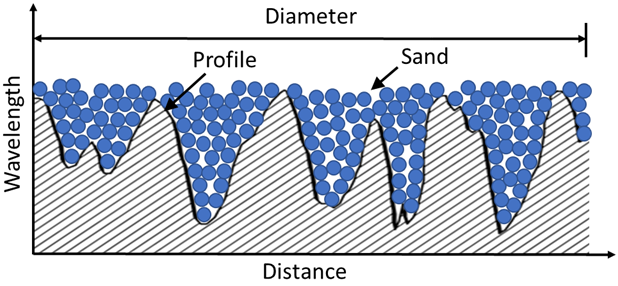 Diameter
Profile
Sand
Wavelength
Distance